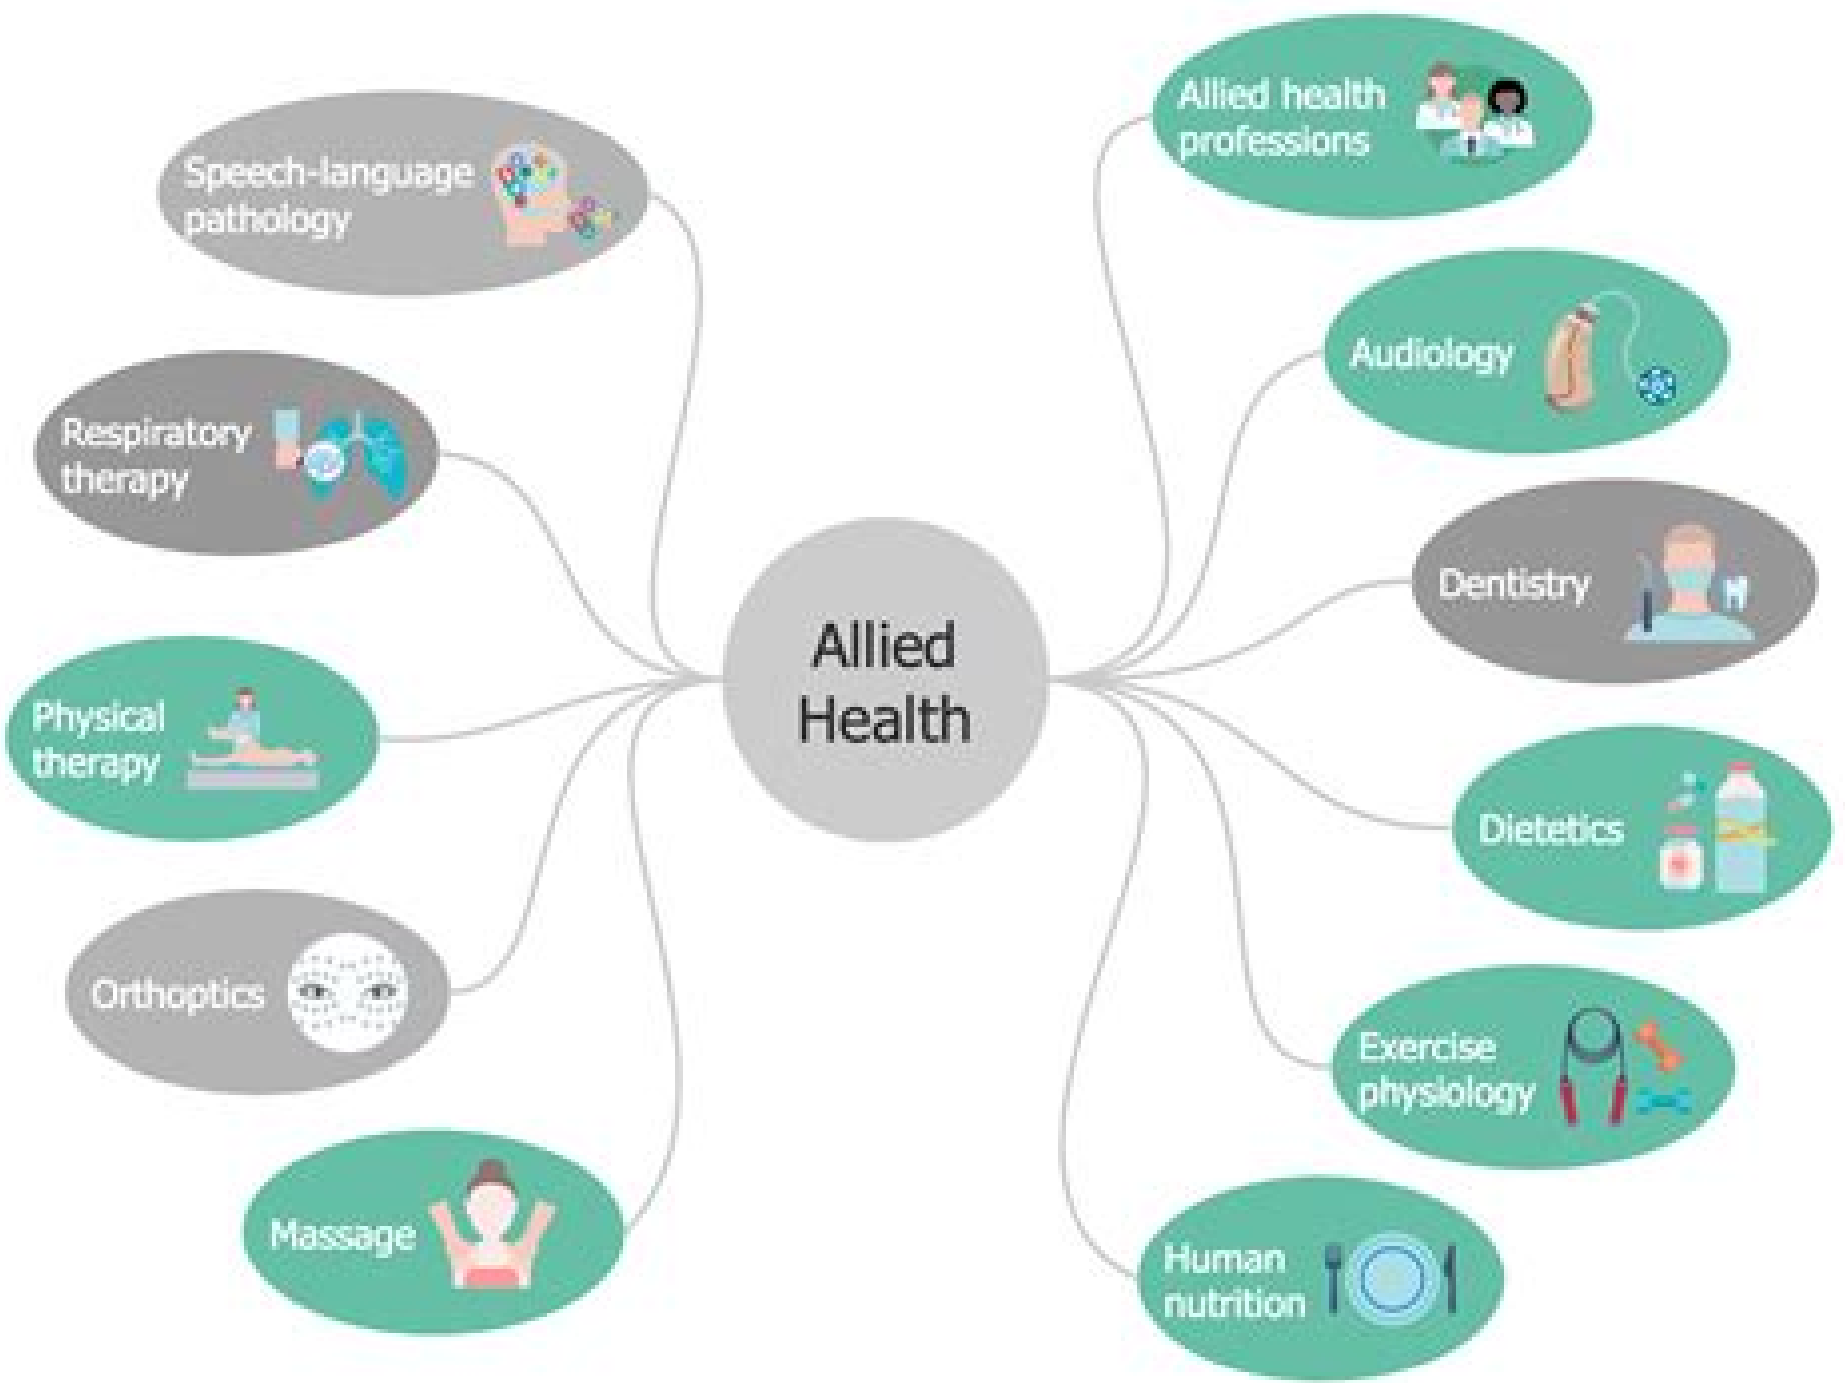 Allied health
professions
Speech-language
pathology
Audiology
Respiratory
therapy
Dentistry
Allied
Health
Physical
therapy
Dietetics
Orthoptics
Exercise
physiology
Massage
Human
nutrition